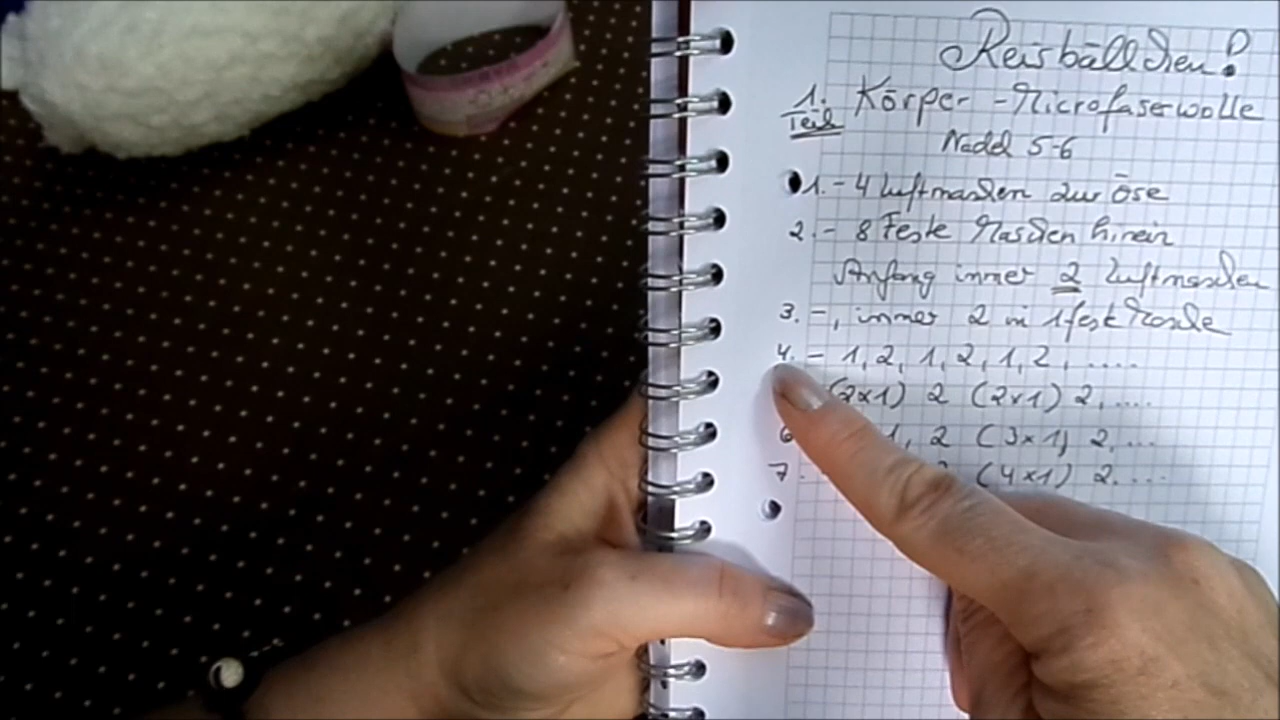 Reisbällchen!
1. Körper - Microfaserwolle
Teil
Nadel 5-6
1. - 4 Luftmaschen zur Öse
2. - 8 Feste Maschen hinein
Anfang immer 2 Luftmaschen
3. -, immer 2 in 1 feste Masche
4. - 1, 2, 1, 2, 1, 2, ....
(2x1) 2 (2x1) 2, ....
6 1, 2 (3x1) 2, ...
7. (4x1) 2. ...